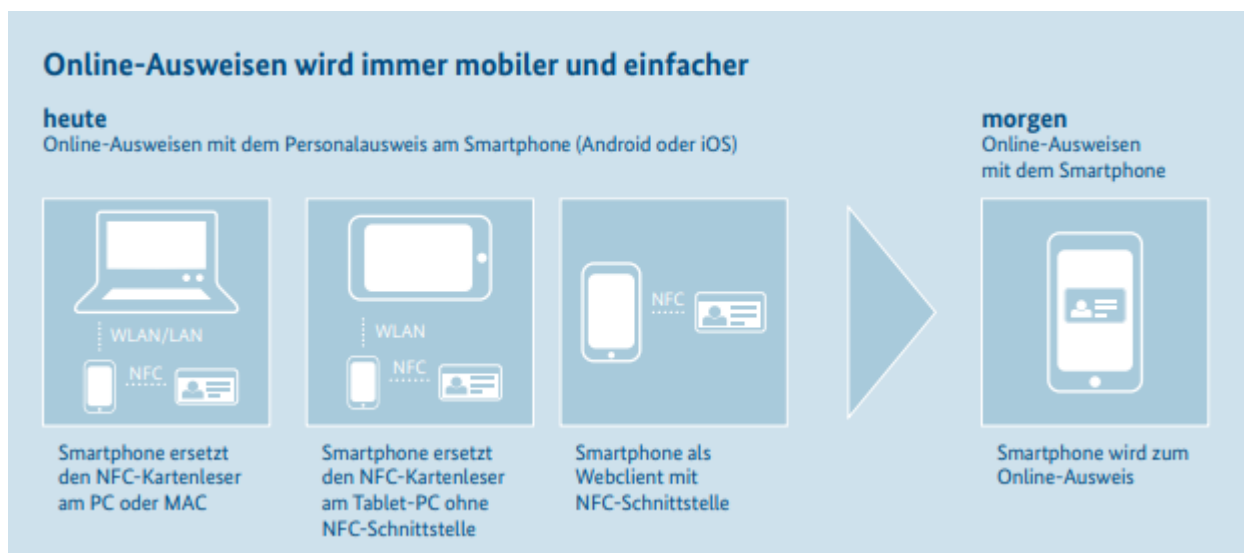 Online-Ausweisen wird immer mobiler und einfacher
heute
Online-Ausweisen mit dem Personalausweis am Smartphone (Android oder iOS)
morgen
Online-Ausweisen
mit dem Smartphone
WLAN/LAN
NFC
WLAN
NFC
NFC
Smartphone ersetzt
den NFC-Kartenleser
am PC oder MAC
Smartphone ersetzt
den NFC-Kartenleser
am Tablet-PC ohne
NFC-Schnittstelle
Smartphone als
Webclient mit
NFC-Schnittstelle
Smartphone wird zum
Online-Ausweis